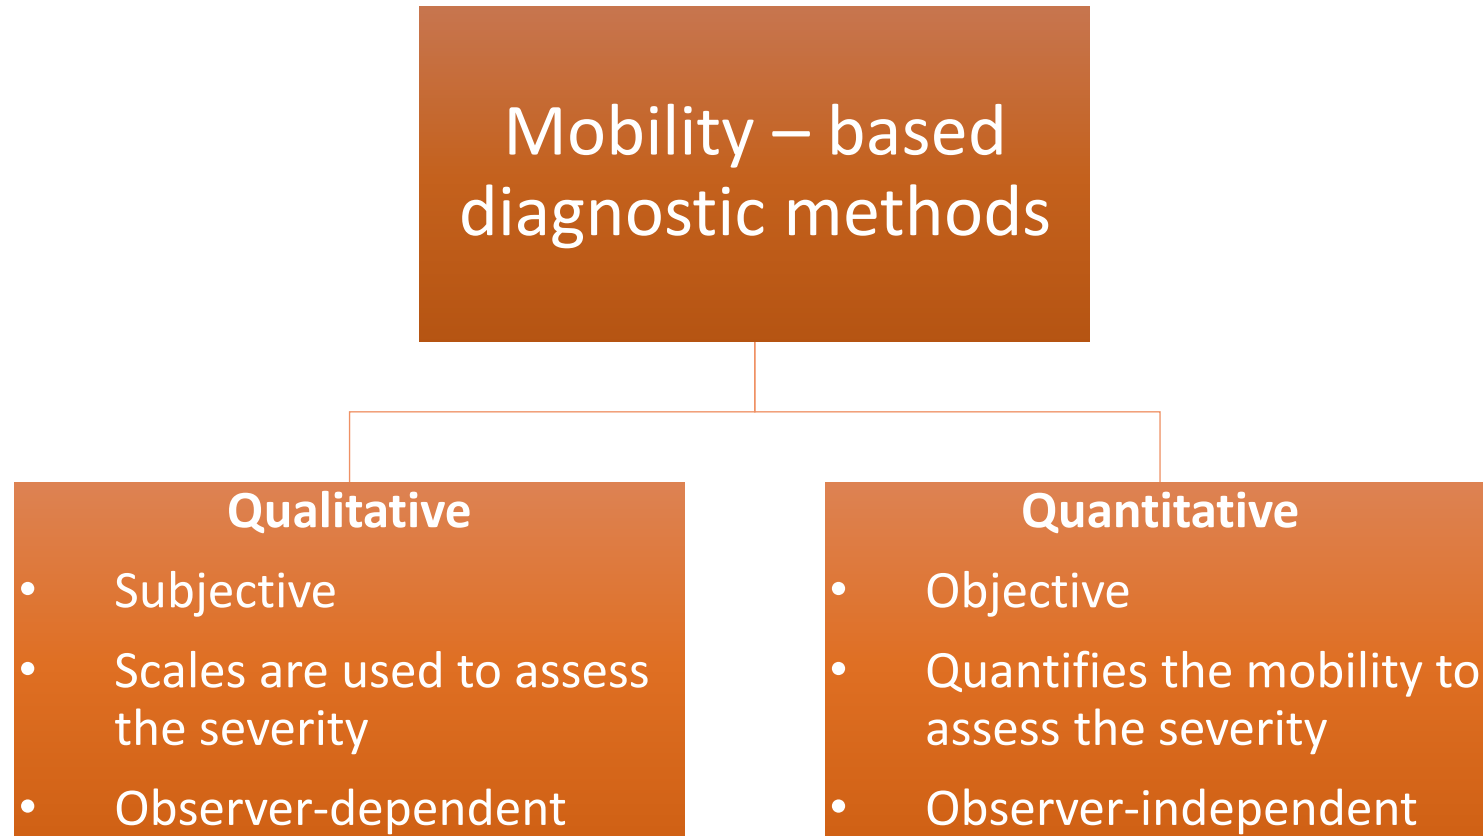 Mobility – based
diagnostic methods
Qualitative
• Subjective
• Scales are used to assess
the severity
• Observer-dependent
Quantitative
• Objective
• Quantifies the mobility to
assess the severity
• Observer-independent